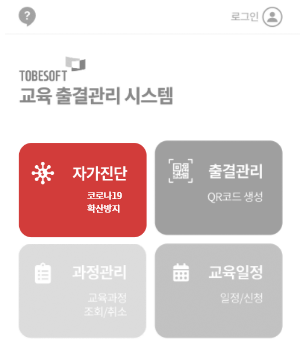 ?
로그인
TOBESOFT
교육 출결관리 시스템
자가진단
코로나19
확산방지
출결관리
QR코드 생성
과정관리
교육과정
조회/취소
교육일정
일정/신청